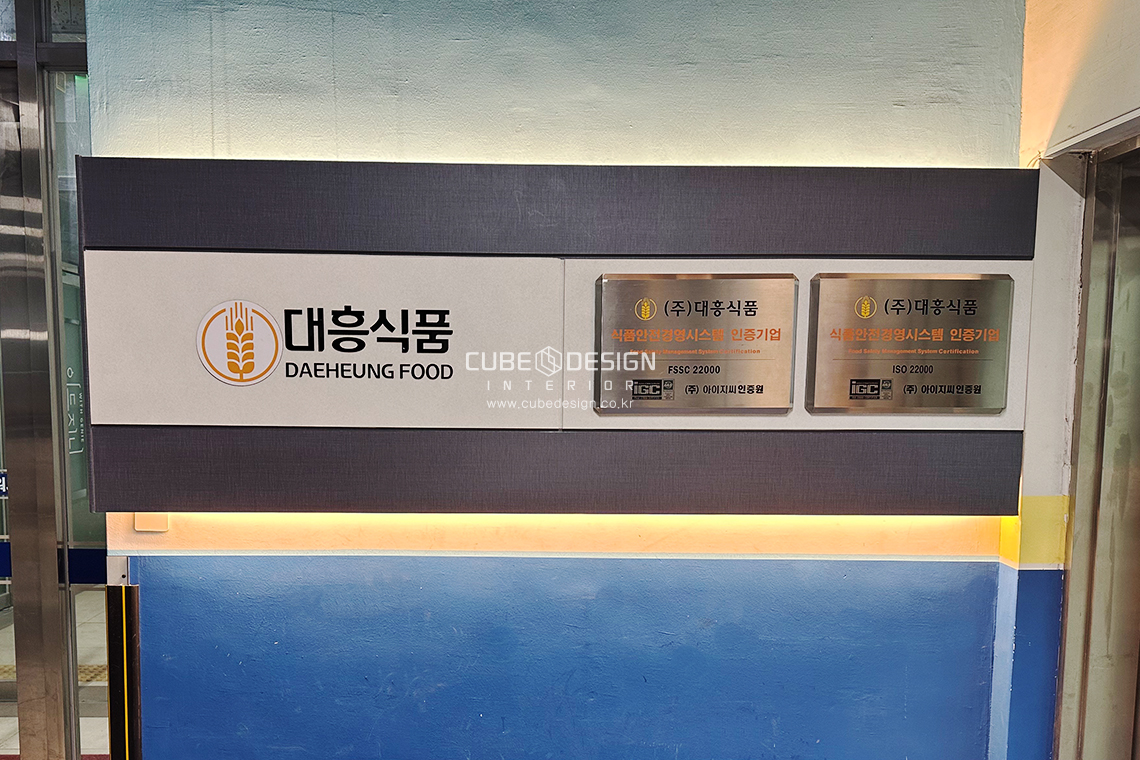 대흥식품
DAEHEUNG FOOD
(주)대흥식품
식품안전경영시스템 인증기업
Management System Certification
FSSC 22000
IGC
(주) 아이지씨인증원
(주)대흥식품
식품안전경영시스템 인증기업
Food Safety Management System Certification
ISO 22000
IGC
(주) 아이지씨인증원
CUBE DESIGN
INTERIOR
www.cubedesign.co.kr